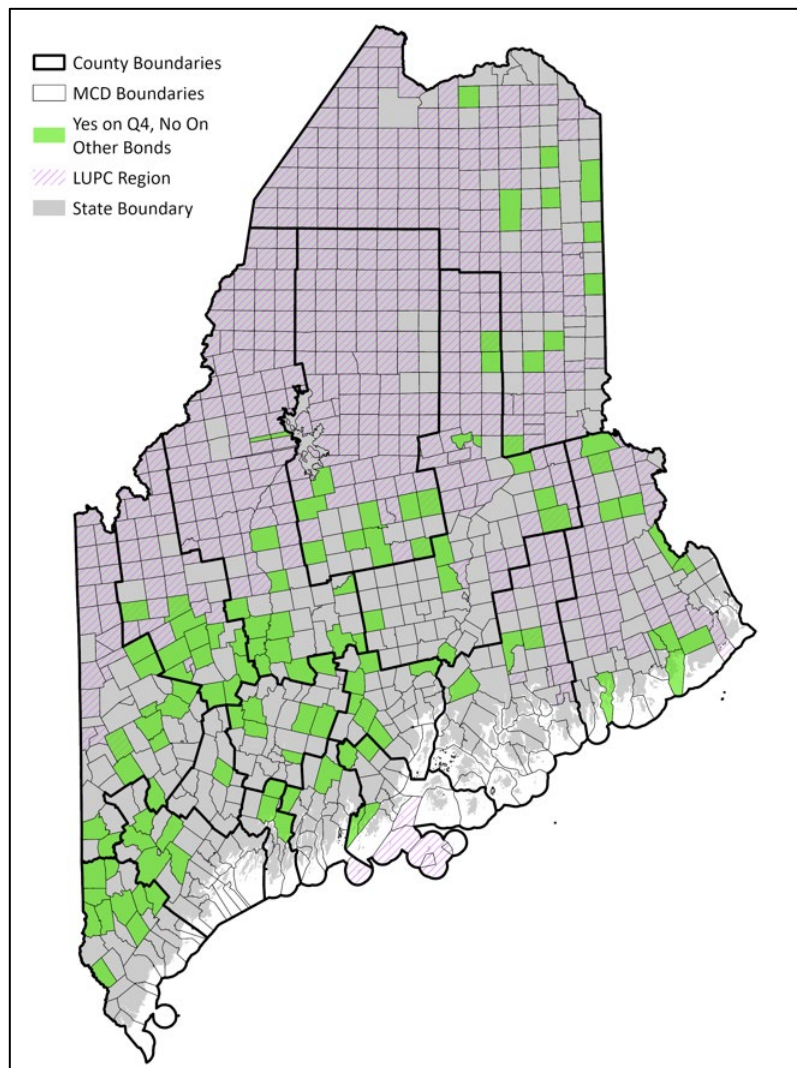 County Boundaries
MCD Boundaries
Yes on Q4, No On
Other Bonds
LUPC Region
State Boundary